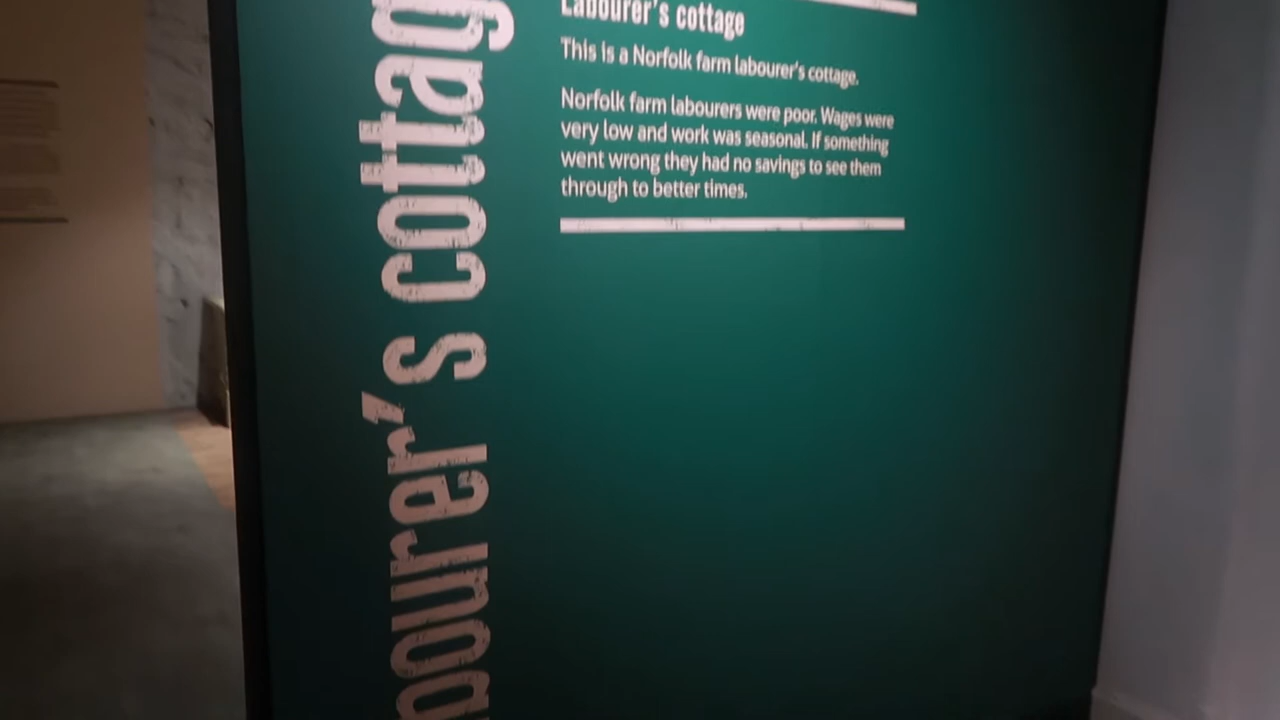 Labourer's cottage
This is a Norfolk farm labourer's cottage.
Norfolk farm labourers were poor. Wages were
very low and work was seasonal. If something
went wrong they had no savings to see them
through to better times.
bourer's cottag